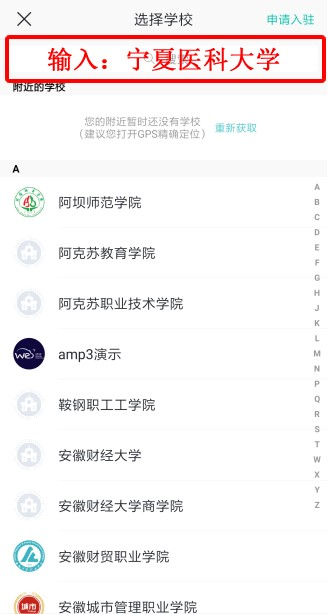 选择学校
申请入驻
输入：宁夏医科大学
附近的学校
您的附近暂时还没有学校
（建议您打开GPS精确定位）
重新获取
A
阿坝师范学院
阿克苏教育学院
阿克苏职业技术学院
amp3演示
鞍钢职工工学院
安徽财经大学
安徽财经大学商学院
安徽财贸职业学院
安徽城市管理职业学院
A
B
C
D
E
F
G
H
J
K
L
M
N
P
Q
R
S
T
W
X
Y
Z